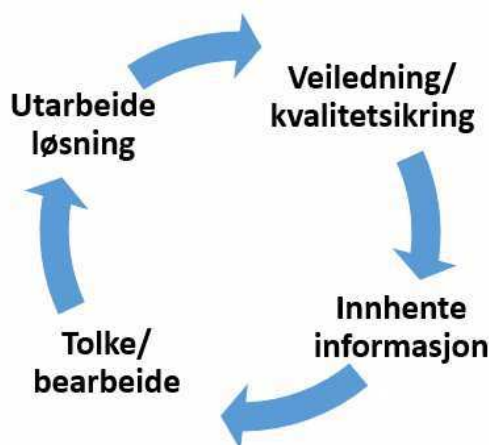 Veiledning/
kvalitetsikring
Utarbeide
løsning
Innhente
informasjon
Tolke/
bearbeide